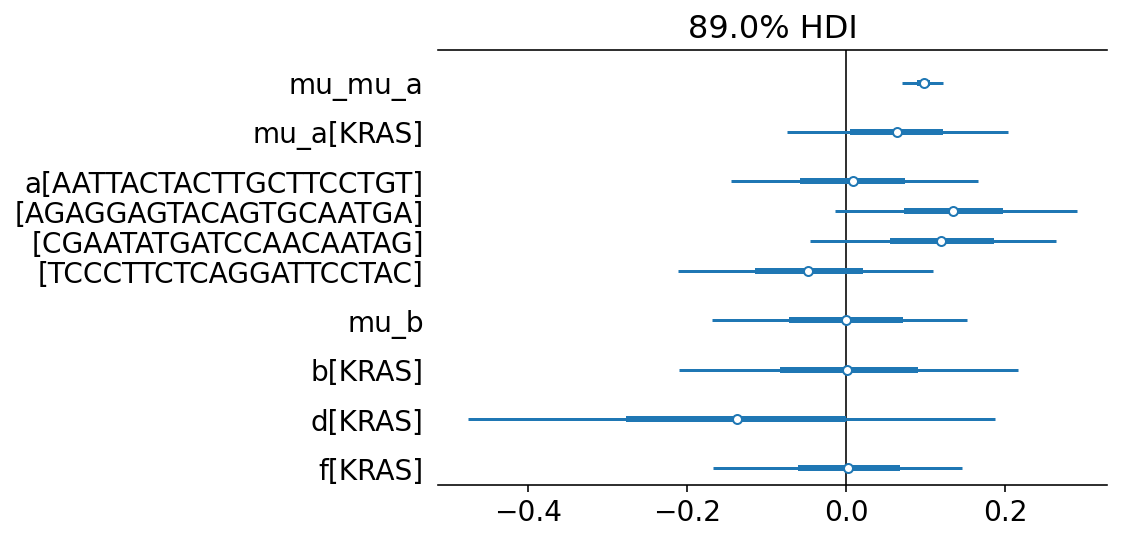 89.0% HDI
mu_mu_a
mu_a[KRAS]
a[AATTACTACTTGCTTCCTGT]
[AGAGGAGTACAGTGCAATGA]
[CGAATATGATCCAACAATAG]
[TCCCTTCTCAGGATTCCTAC]
mu_b
b[KRAS]
d[KRAS]
f[KRAS]
−0.4 −0.2 0.0 0.2